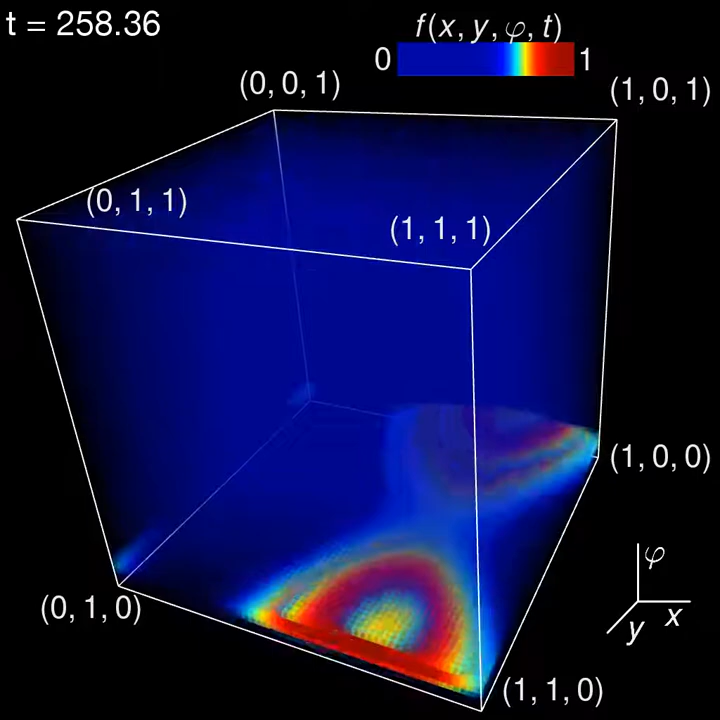 t = 258.36
f(x, y, φ, t)
0 1
(0, 0, 1)
(1, 0, 1)
(0, 1, 1)
(1, 1, 1)
(1, 0, 0)
φ
x
y
(0, 1, 0)
(1, 1, 0)